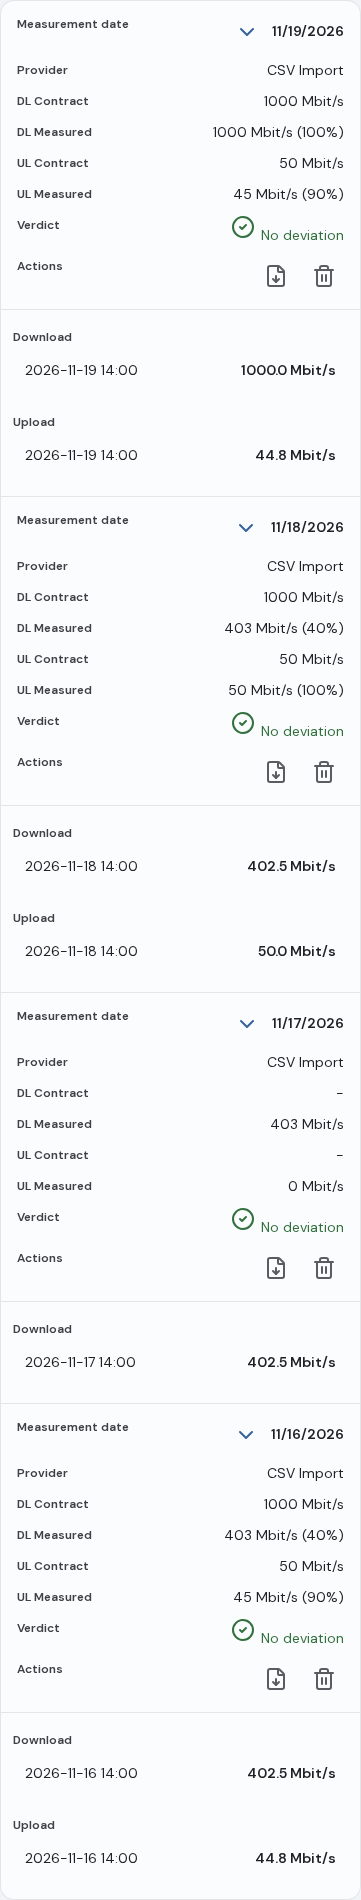 Measurement date 11/19/2026
Provider CSV Import
DL Contract 1000 Mbit/s
DL Measured 1000 Mbit/s (100%)
UL Contract 50 Mbit/s
UL Measured 45 Mbit/s (90%)
Verdict No deviation
Actions
Download
2026-11-19 14:00 1000.0 Mbit/s
Upload
2026-11-19 14:00 44.8 Mbit/s
Measurement date 11/18/2026
Provider CSV Import
DL Contract 1000 Mbit/s
DL Measured 403 Mbit/s (40%)
UL Contract 50 Mbit/s
UL Measured 50 Mbit/s (100%)
Verdict No deviation
Actions
Download
2026-11-18 14:00 402.5 Mbit/s
Upload
2026-11-18 14:00 50.0 Mbit/s
Measurement date 11/17/2026
Provider CSV Import
DL Contract -
DL Measured 403 Mbit/s
UL Contract -
UL Measured 0 Mbit/s
Verdict No deviation
Actions
Download
2026-11-17 14:00 402.5 Mbit/s
Measurement date 11/16/2026
Provider CSV Import
DL Contract 1000 Mbit/s
DL Measured 403 Mbit/s (40%)
UL Contract 50 Mbit/s
UL Measured 45 Mbit/s (90%)
Verdict No deviation
Actions
Download
2026-11-16 14:00 402.5 Mbit/s
Upload
2026-11-16 14:00 44.8 Mbit/s